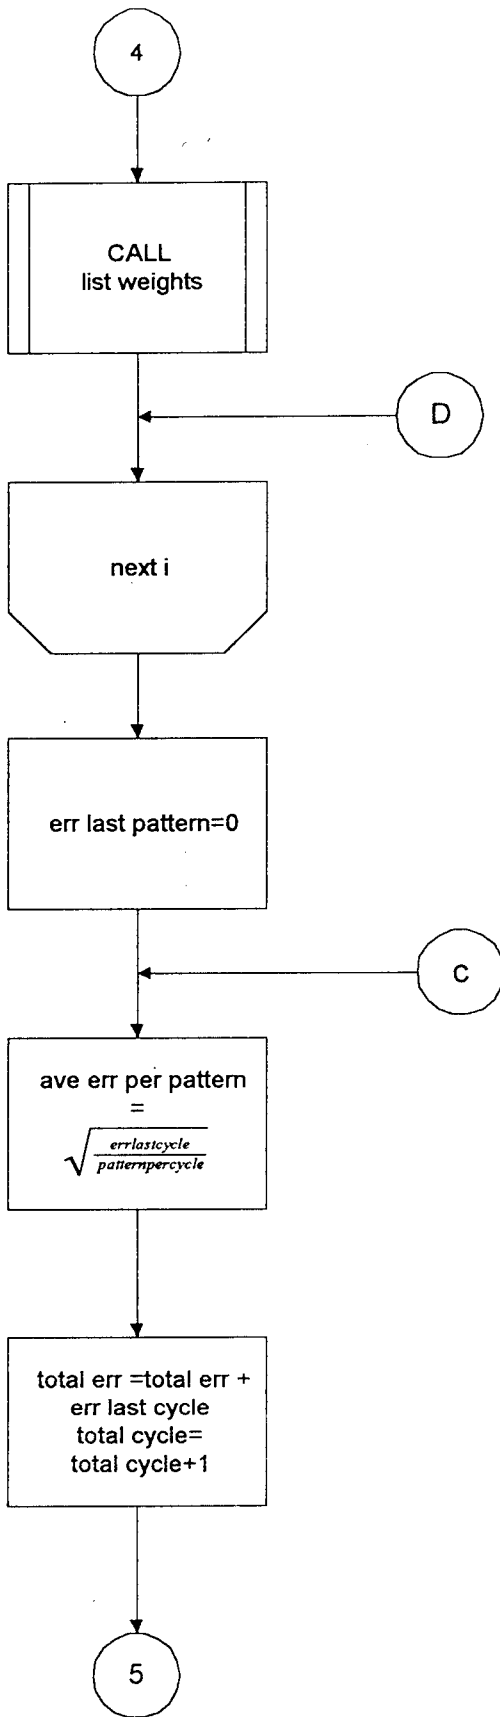 4
CALL
list weights
D
next i
err last pattern=0
C
ave err per pattern
=
√(errlastcycle / patternpercycle)
total err =total err +
err last cycle
total cycle=
total cycle+1
5